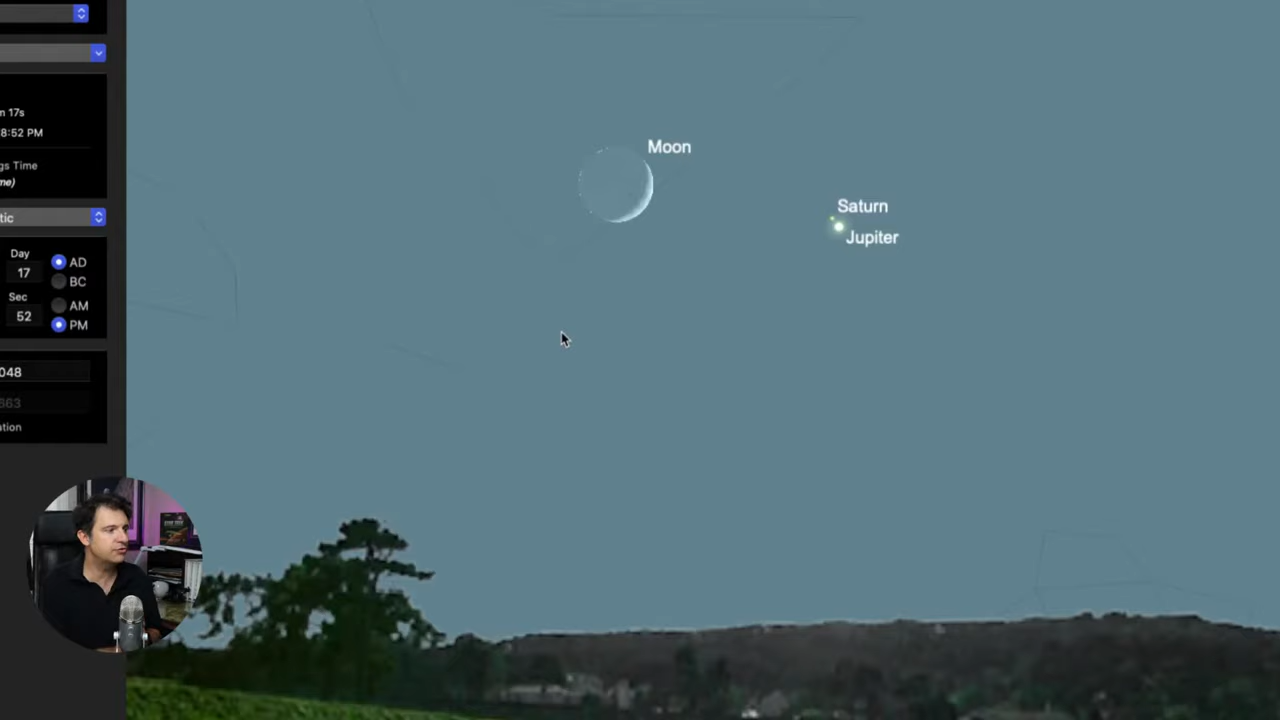 m 17s
8:52 PM
gs Time
me)
tic
Day
17
AD
BC
Sec
52
AM
PM
048
363
ation
Moon
Saturn
Jupiter